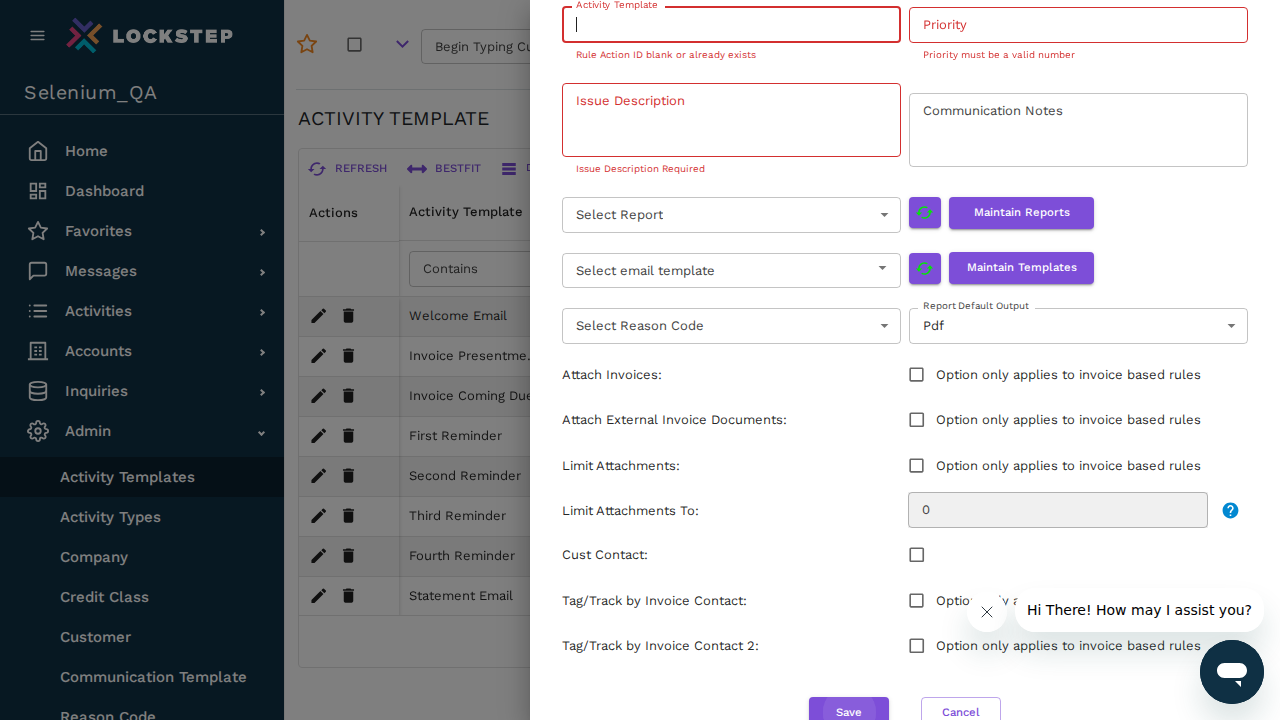 LOCKSTEP
Selenium_QA
Home
Dashboard
Favorites
Messages
Activities
Accounts
Inquiries
Admin
Activity Templates
Activity Types
Company
Credit Class
Customer
Communication Template
Reason Code
Begin Typing Cu
ACTIVITY TEMPLATE
REFRESH
BESTFIT
Actions
Activity Template
Contains
Welcome Email
Invoice Presentme..
Invoice Coming Due
First Reminder
Second Reminder
Third Reminder
Fourth Reminder
Statement Email
Activity Template
Rule Action ID blank or already exists
Priority
Priority must be a valid number
Issue Description
Issue Description Required
Communication Notes
Select Report
Maintain Reports
Select email template
Maintain Templates
Select Reason Code
Report Default Output
Pdf
Attach Invoices:
Option only applies to invoice based rules
Attach External Invoice Documents:
Option only applies to invoice based rules
Limit Attachments:
Option only applies to invoice based rules
Limit Attachments To:
0
Cust Contact:
Tag/Track by Invoice Contact:
Tag/Track by Invoice Contact 2:
Option only applies to invoice based rules
Hi There! How may I assist you?
Save
Cancel